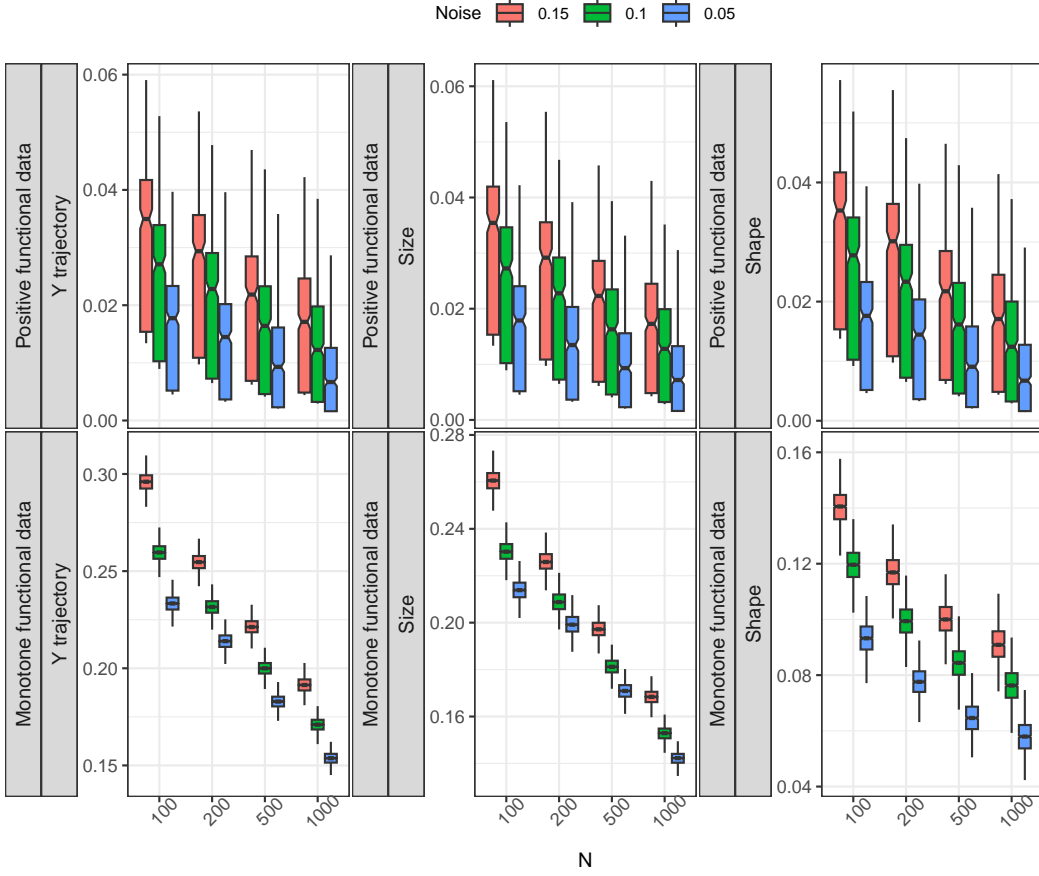 Noise 0.15 0.1 0.05
Positive functional data
Y trajectory
0.06
0.04
0.02
0.00
Positive functional data
Size
0.06
0.04
0.02
0.00
Positive functional data
Shape
0.04
0.02
0.00
Monotone functional data
Y trajectory
0.30
0.25
0.20
0.15
100 200 500 1000
Monotone functional data
Size
0.28
0.24
0.20
0.16
100 200 500 1000
Monotone functional data
Shape
0.16
0.12
0.08
0.04
100 200 500 1000
N